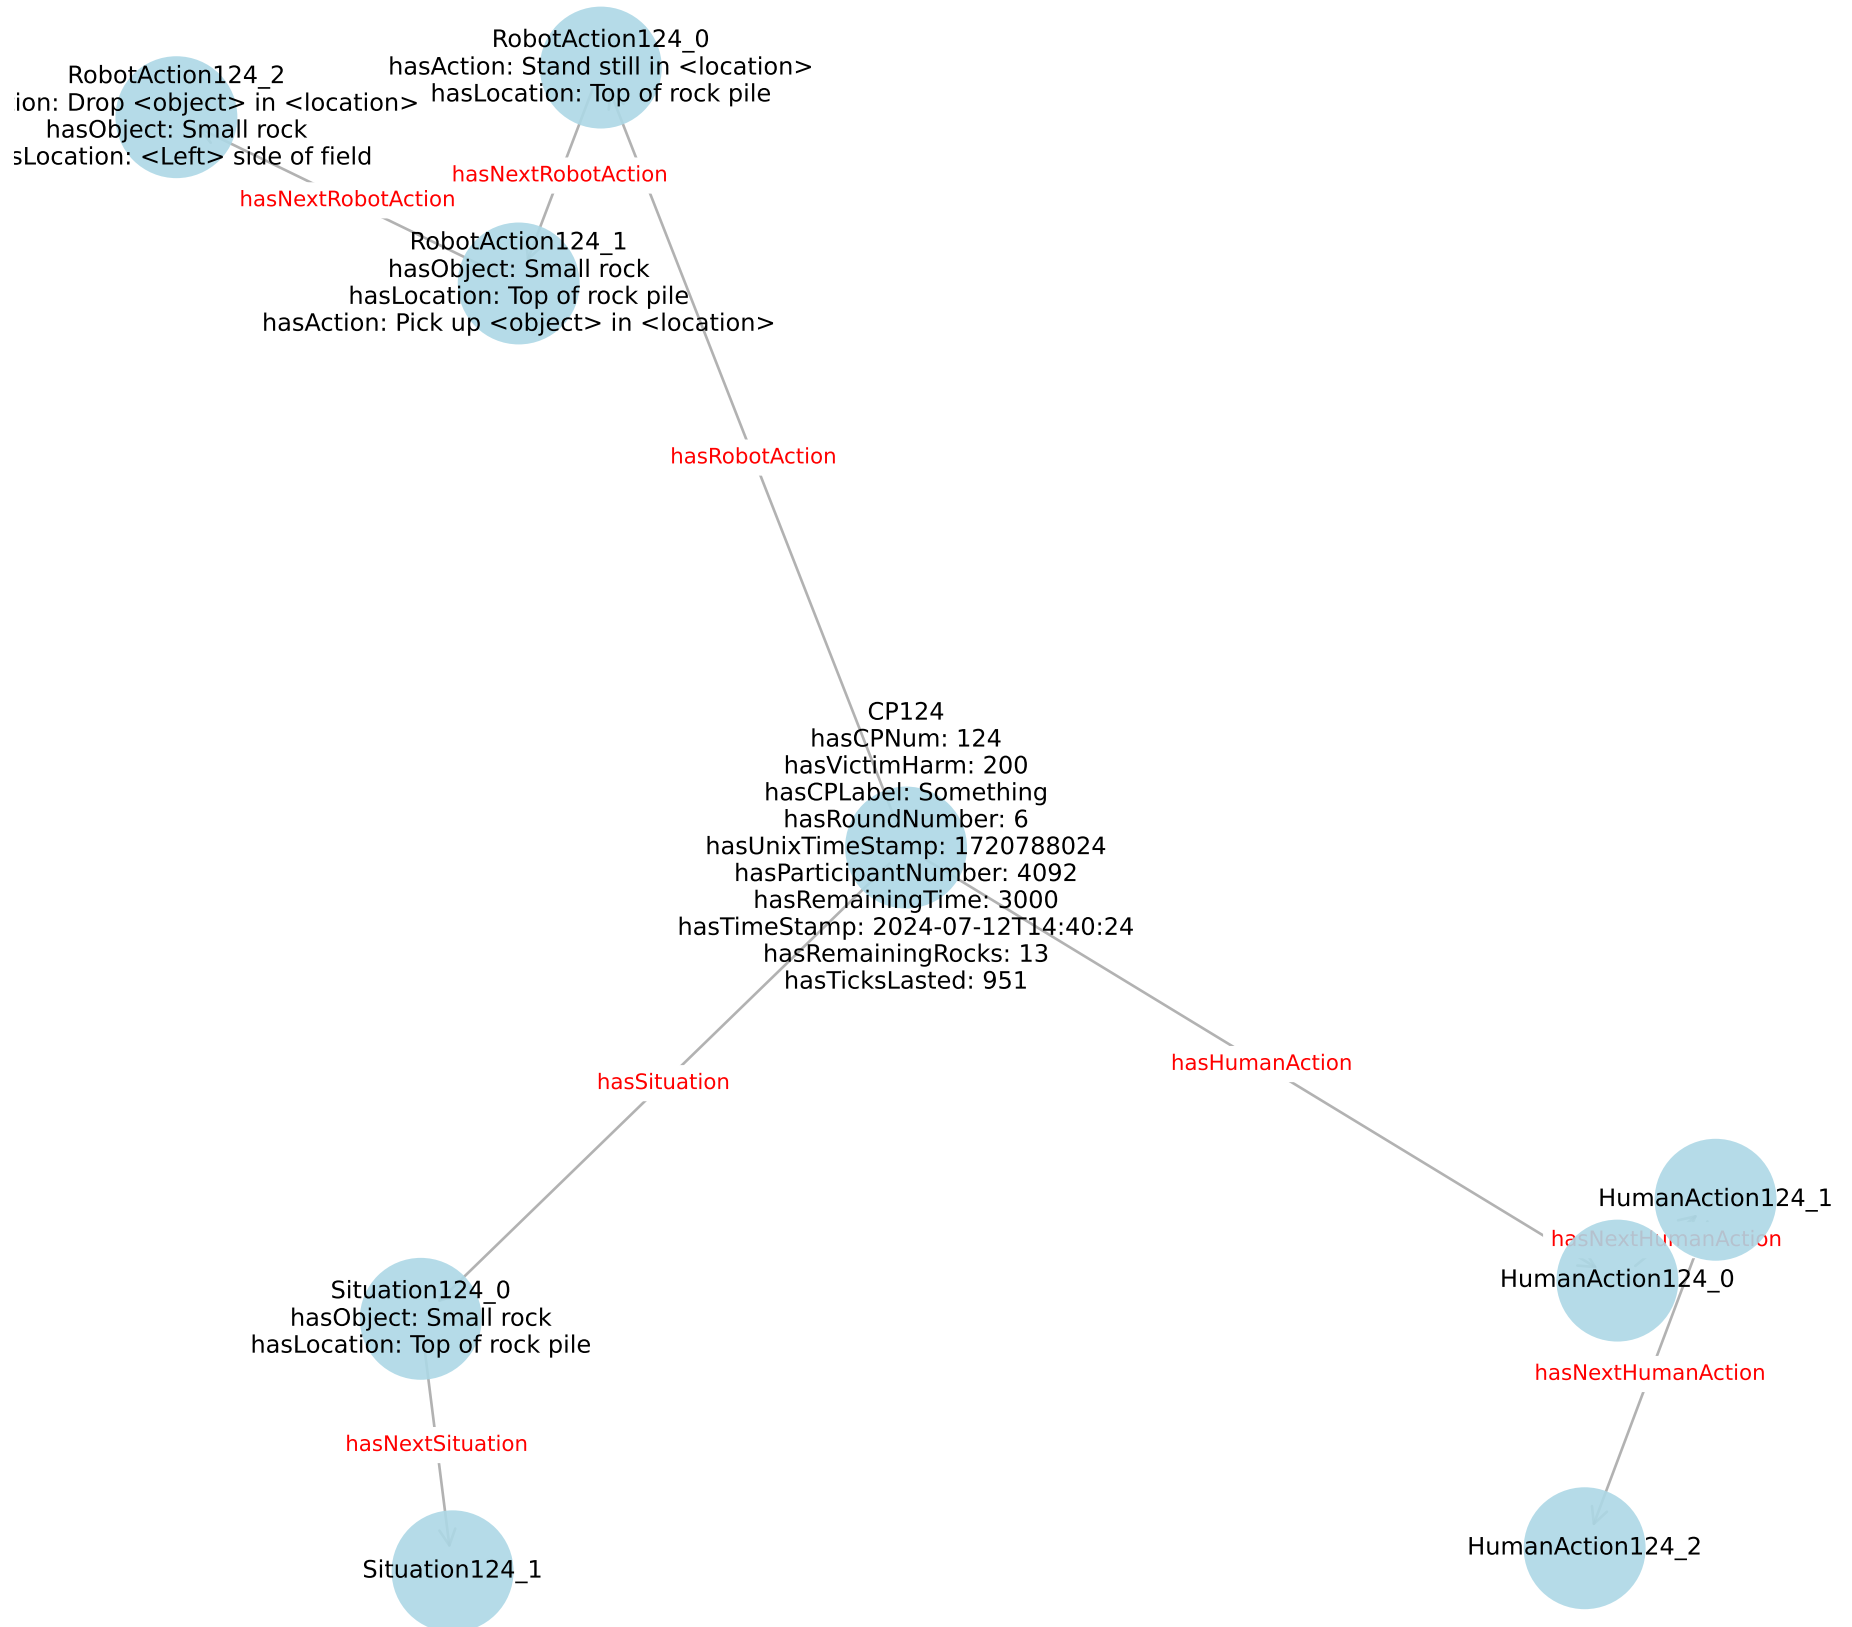 RobotAction124_0
hasAction: Stand still in <location>
hasLocation: Top of rock pile
RobotAction124_2
ion: Drop <object> in <location>
hasObject: Small rock
sLocation: <Left> side of field
hasNextRobotAction
hasNextRobotAction
RobotAction124_1
hasObject: Small rock
hasLocation: Top of rock pile
hasAction: Pick up <object> in <location>
hasRobotAction
CP124
hasCPNum: 124
hasVictimHarm: 200
hasCPLabel: Something
hasRoundNumber: 6
hasUnixTimeStamp: 1720788024
hasParticipantNumber: 4092
hasRemainingTime: 3000
hasTimeStamp: 2024-07-12T14:40:24
hasRemainingRocks: 13
hasTicksLasted: 951
hasSituation
hasHumanAction
HumanAction124_1
hasNextHumanAction
HumanAction124_0
Situation124_0
hasObject: Small rock
hasLocation: Top of rock pile
hasNextHumanAction
hasNextSituation
HumanAction124_2
Situation124_1